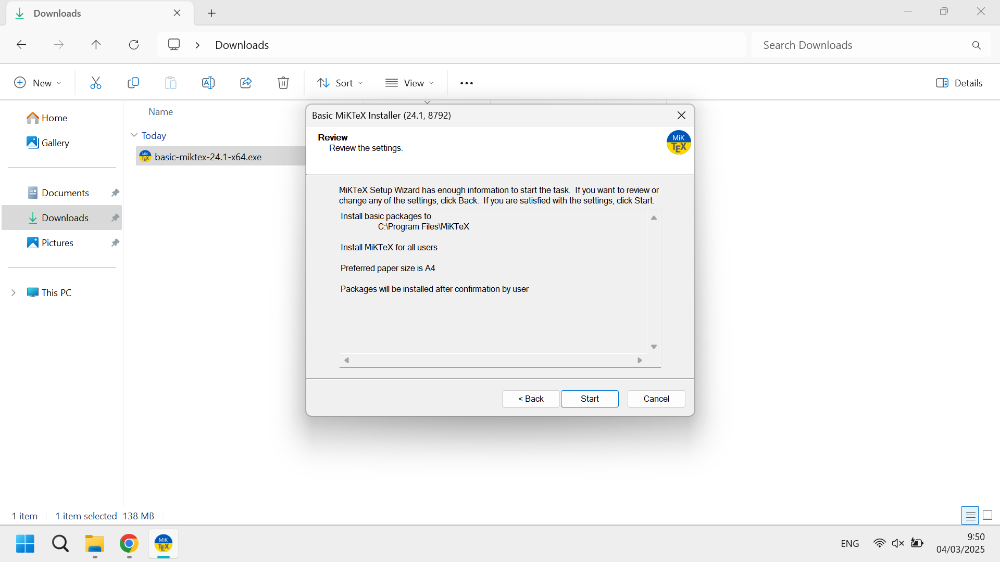 Downloads
Downloads
Search Downloads
New
Sort
View
Details
Home
Gallery
Documents
Downloads
Pictures
This PC
Name
Today
basic-miktex-24.1-x64.exe
Basic MiKTeX Installer (24.1, 8792)
Review
Review the settings.
MiK
TEX
MiKTeX Setup Wizard has enough information to start the task. If you want to review or
change any of the settings, click Back. If you are satisfied with the settings, click Start.
Install basic packages to
C:\Program Files\MiKTeX
Install MiKTeX for all users
Preferred paper size is A4
Packages will be installed after confirmation by user
< Back
Start
Cancel
1 item
1 item selected 138 MB
MiK
TEX
ENG
9:50
04/03/2025